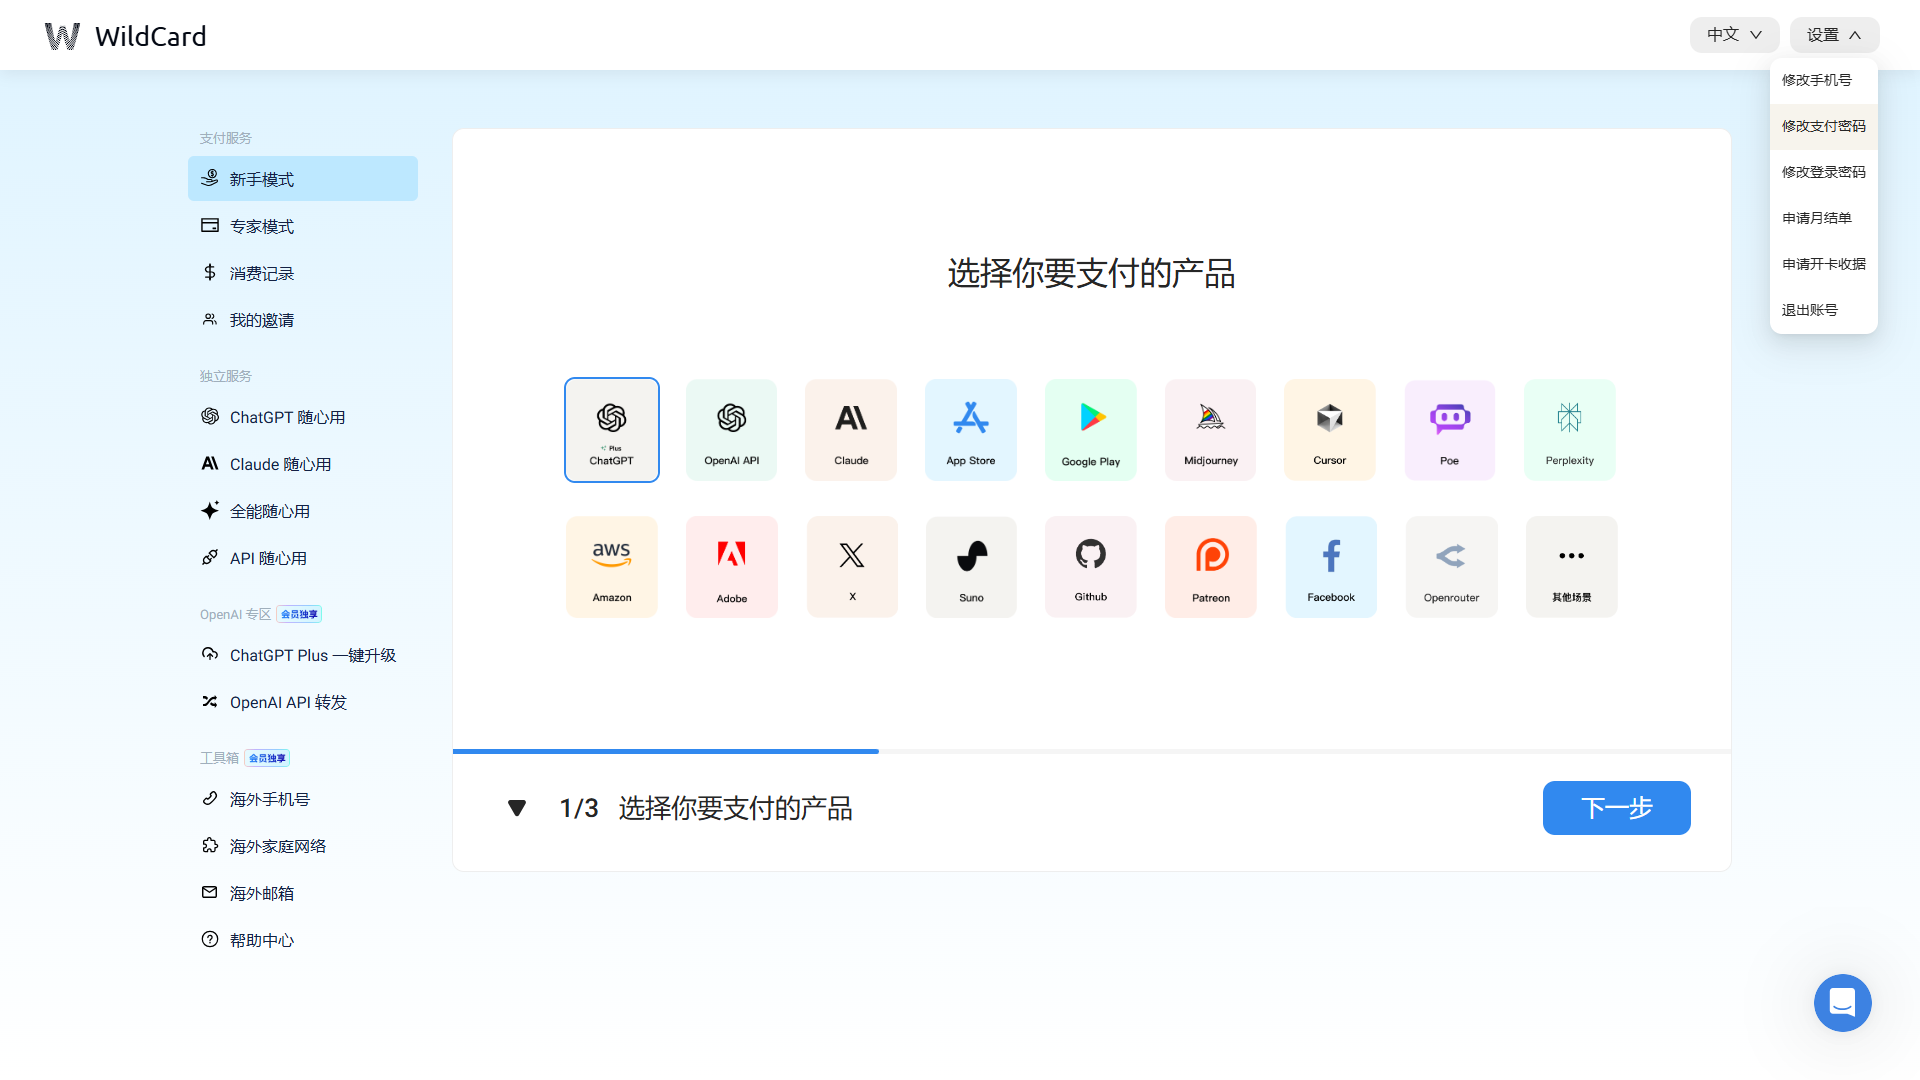 WildCard
中文
设置
修改手机号
修改支付密码
修改登录密码
申请月结单
申请开卡收据
退出账号
支付服务
新手模式
专家模式
消费记录
我的邀请
独立服务
ChatGPT 随心用
Claude 随心用
全能随心用
API 随心用
OpenAI 专区 会员独享
ChatGPT Plus 一键升级
OpenAI API 转发
工具箱 会员独享
海外手机号
海外家庭网络
海外邮箱
帮助中心
选择你要支付的产品
Plus
ChatGPT
OpenAI API
Claude
App Store
Google Play
Midjourney
Cursor
Poe
Perplexity
aws
Amazon
Adobe
X
Suno
Github
Patreon
Facebook
Openrouter
其他场景
1/3 选择你要支付的产品
下一步